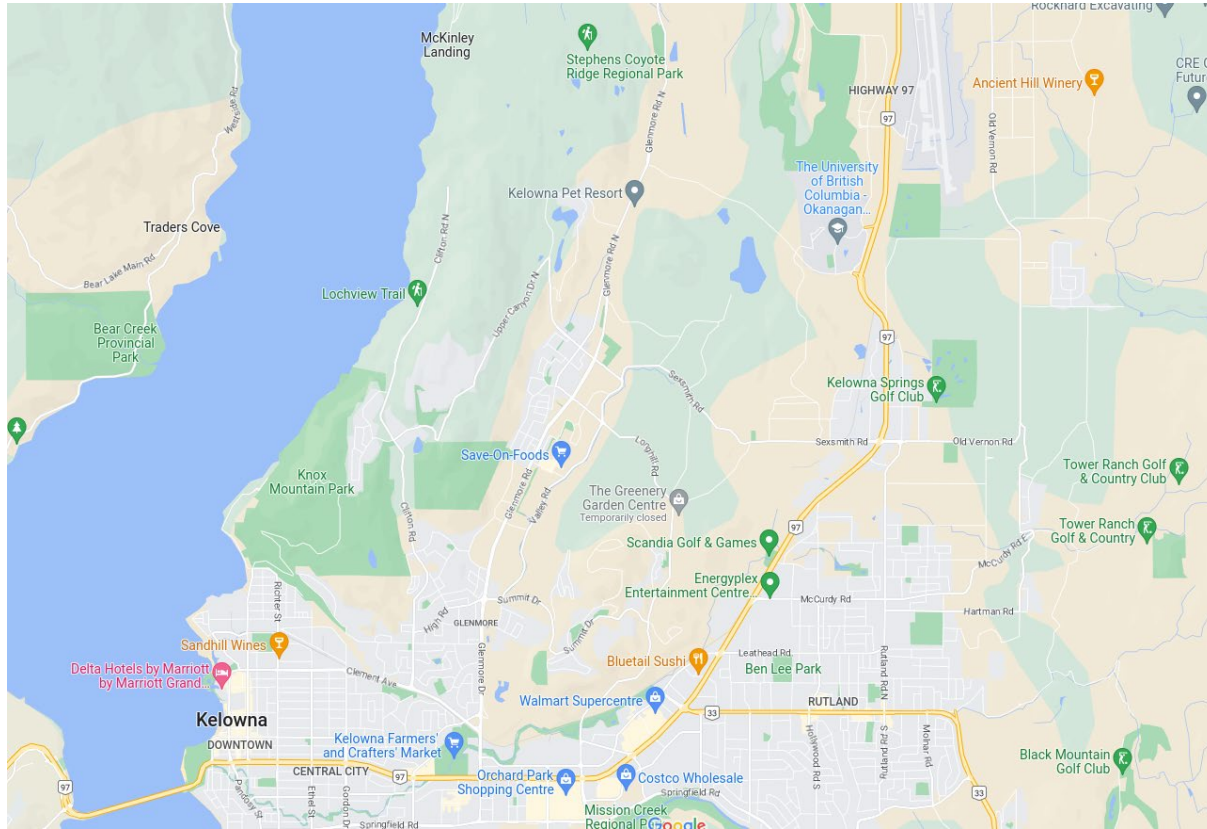 Rockhard Excavating
McKinley
Landing
Stephens Coyote
Ridge Regional Park
CRE
Future
Ancient Hill Winery
HIGHWAY 97
97
Westside Rd
Glenmore Rd N
Old Vernon Rd
The University
of British
Columbia -
Okanagan...
Kelowna Pet Resort
Traders Cove
Clifton Rd N
Bear Lake Main Rd
Glenmore Rd N
Upper Canyon Dr N
Lochview Trail
Bear Creek
Provincial
Park
97
Kelowna Springs
Golf Club
Sexsmith Rd
Sexsmith Rd
Old Vernon Rd
Longhill Rd
Save-On-Foods
Knox
Mountain Park
Glenmore Rd
Valley Rd
Tower Ranch Golf
& Country Club
The Greenery
Garden Centre
Temporarily closed
Clifton Rd
97
Tower Ranch
Golf & Country
Scandia Golf & Games
McCurdy Rd E
Energyplex
Entertainment Centre
McCurdy Rd
Hartman Rd
Richter St
Summit Dr
High Rd
GLENMORE
Summit Dr
Sandhill Wines
Leathead Rd
Bluetail Sushi
Ben Lee Park
Delta Hotels by Marriott
by Marriott Grand...
Clement Ave
Glenmore Dr
Rutland Rd N
Walmart Supercentre
RUTLAND
33
Kelowna
DOWNTOWN
Kelowna Farmers'
and Crafters' Market
Hollywood Rd S
Rutland Rd S
Molnar Rd
Black Mountain
Golf Club
CENTRAL CITY
97
Orchard Park
Shopping Centre
Costco Wholesale
97
33
Pandosy St
Ethel St
Gordon Dr
Springfield Rd
Springfield Rd
Mission Creek
Regional P
Google